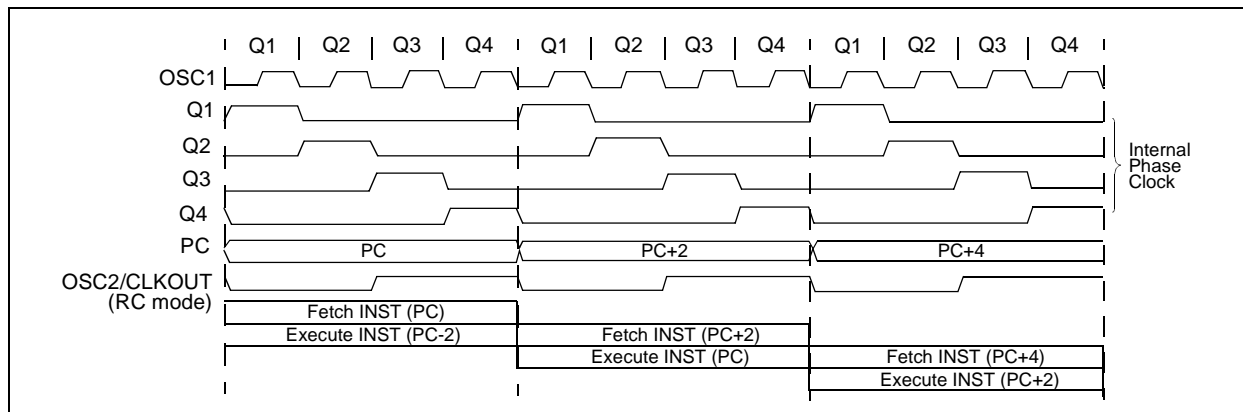 Q1 Q2 Q3 Q4 Q1 Q2 Q3 Q4 Q1 Q2 Q3 Q4
OSC1
Q1
Q2
Q3
Q4
Internal
Phase
Clock
PC PC PC+2 PC+4
OSC2/CLKOUT
(RC mode)
Fetch INST (PC)
Execute INST (PC-2) Fetch INST (PC+2)
Execute INST (PC) Fetch INST (PC+4)
Execute INST (PC+2)